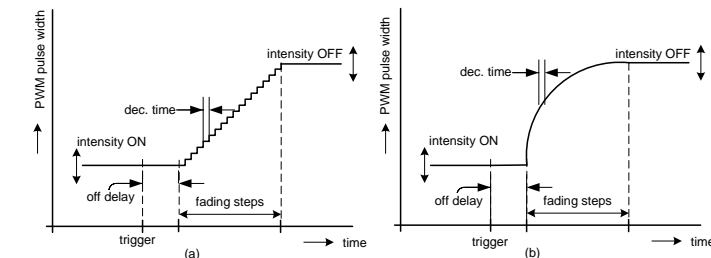 PWM pulse width
intensity OFF
dec. time
intensity ON
off delay
fading steps
trigger
time
(a)
PWM pulse width
intensity OFF
dec. time
intensity ON
off delay
fading steps
trigger
time
(b)